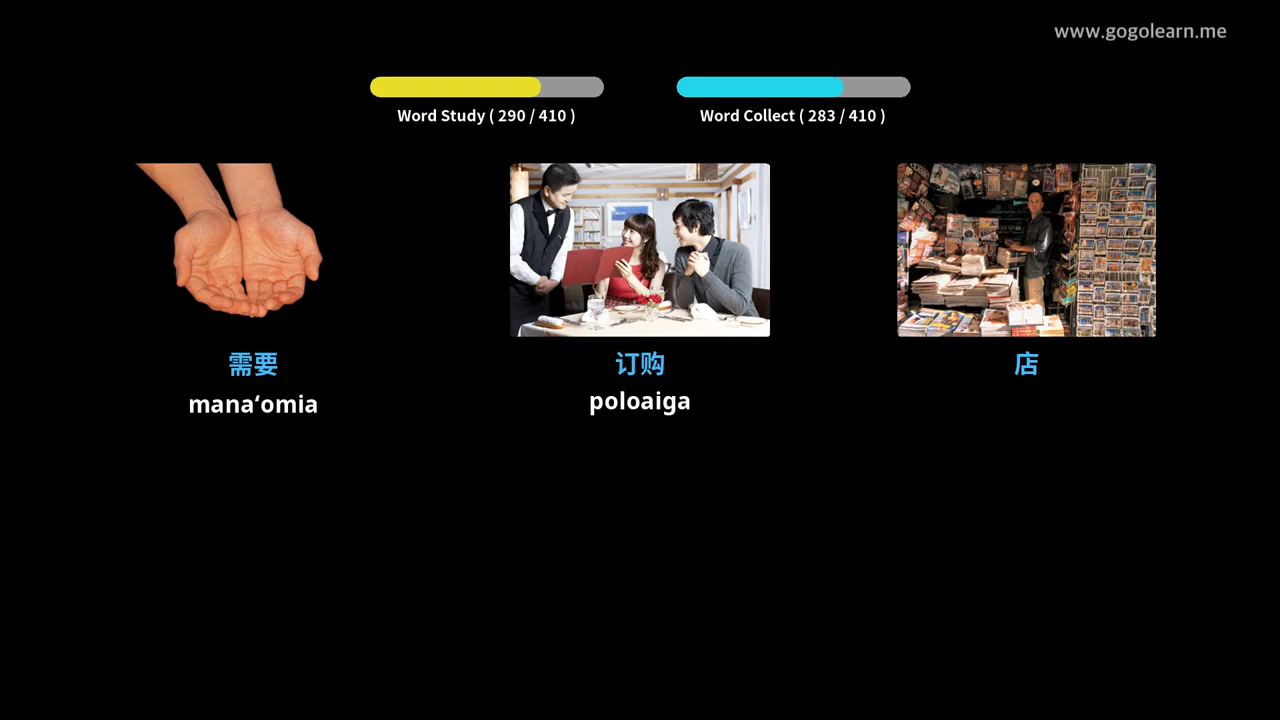 www.gogolearn.me
Word Study ( 290 / 410 )
Word Collect ( 283 / 410 )
需要
manaʻomia
订购
poloaiga
店